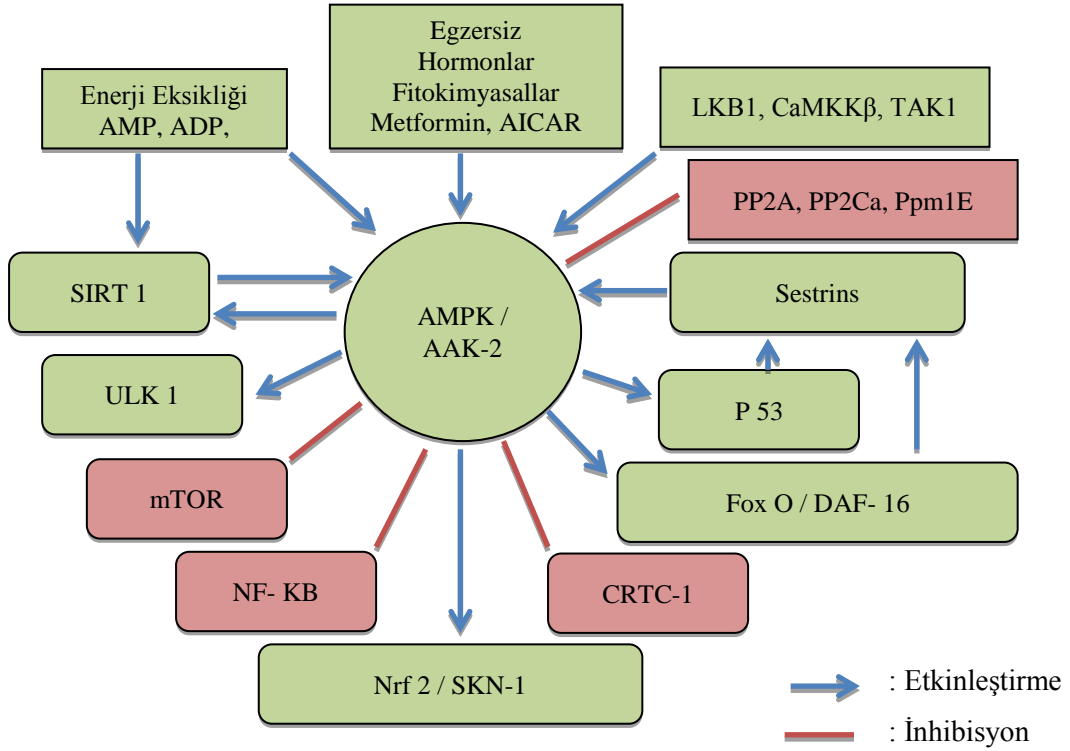 Enerji Eksikliği
AMP, ADP,
Egzersiz
Hormonlar
Fitokimyasallar
Metformin, AICAR
LKB1, CaMKKβ, TAK1
PP2A, PP2Ca, Ppm1E
SIRT 1
AMPK /
AAK-2
Sestrins
ULK 1
P 53
mTOR
Fox O / DAF- 16
NF- KB
CRTC-1
Nrf 2 / SKN-1
: Etkinleştirme
: İnhibisyon